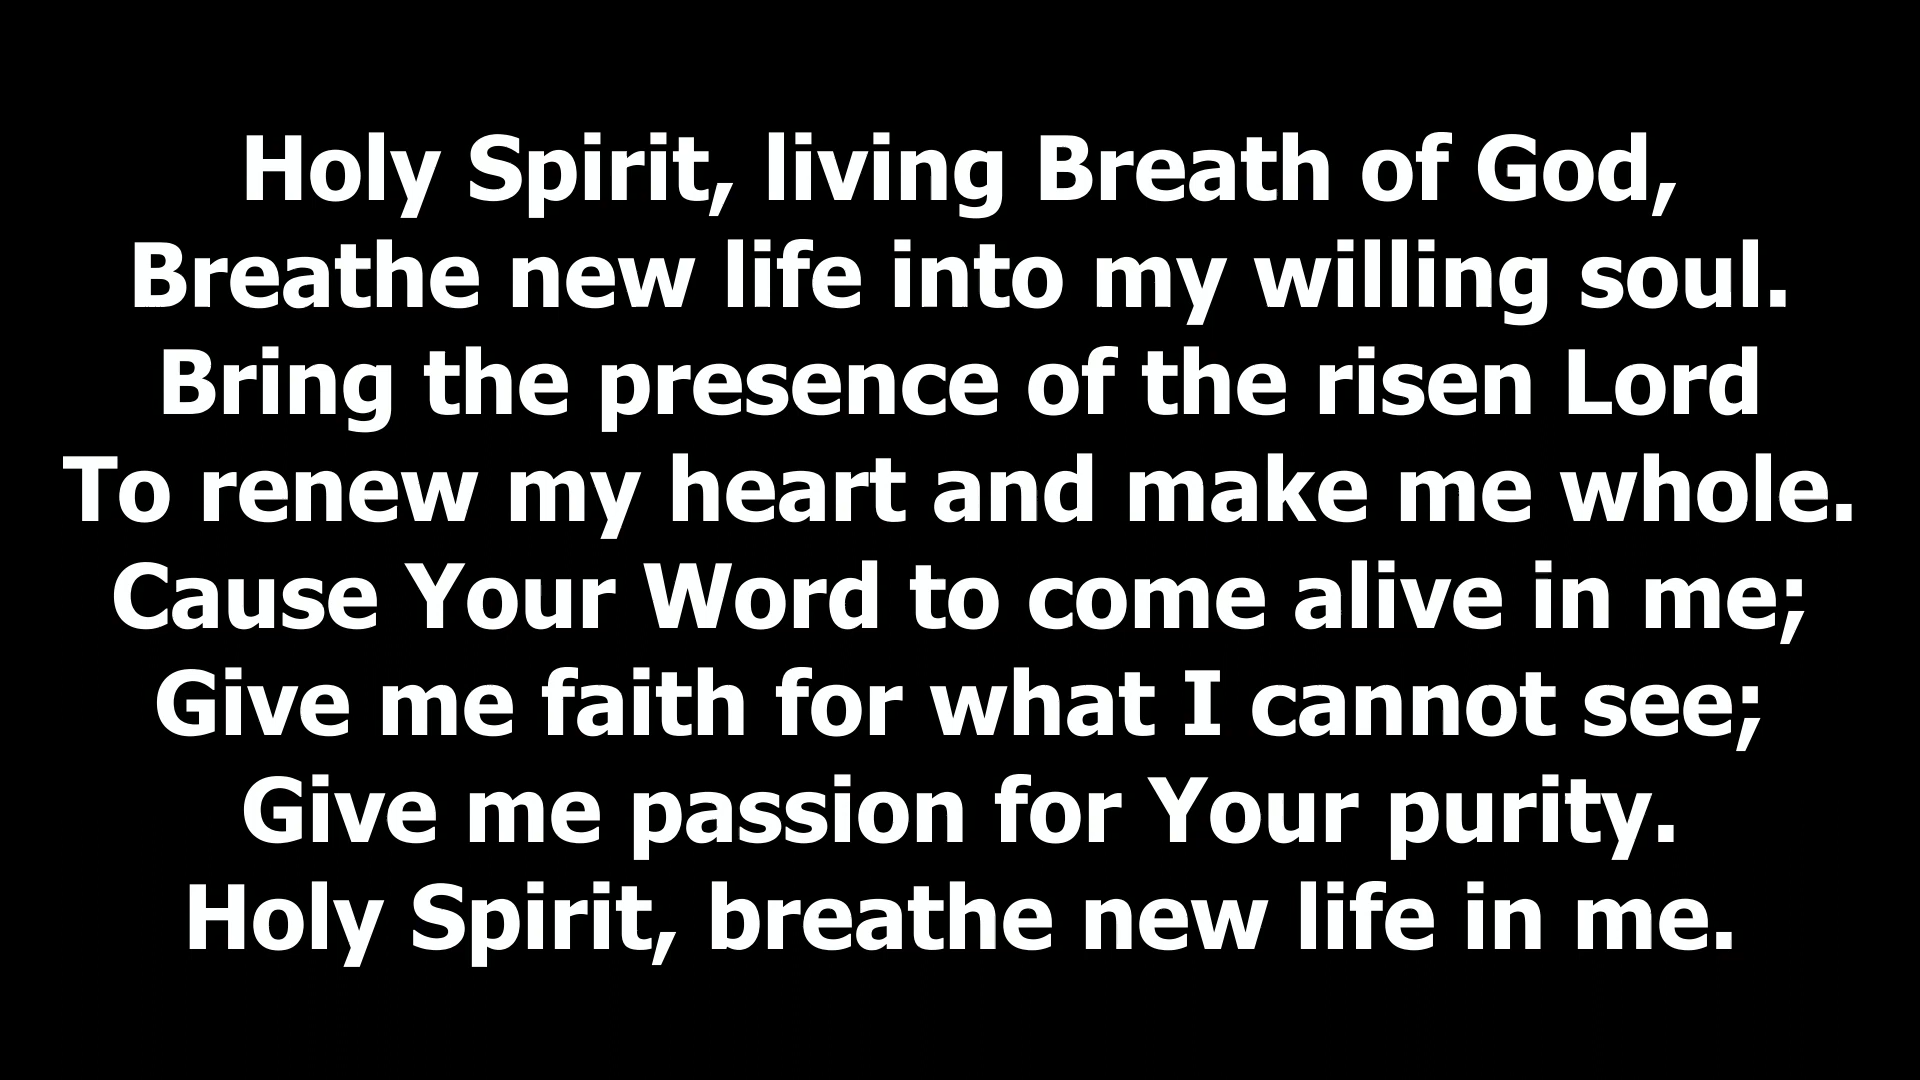 Holy Spirit, living Breath of God,
Breathe new life into my willing soul.
Bring the presence of the risen Lord
To renew my heart and make me whole.
Cause Your Word to come alive in me;
Give me faith for what I cannot see;
Give me passion for Your purity.
Holy Spirit, breathe new life in me.